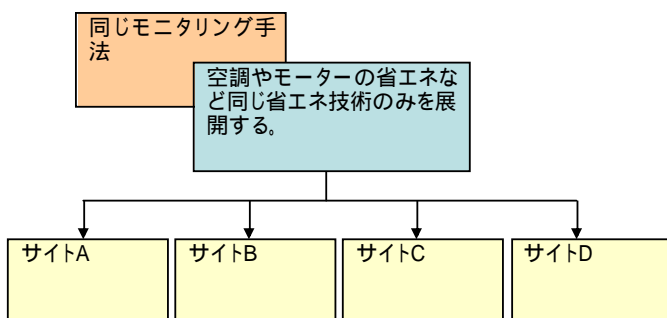 同じモニタリング手
法
空調やモーターの省エネな
ど同じ省エネ技術のみを展
開する。
サイトA
サイトB
サイトC
サイトD